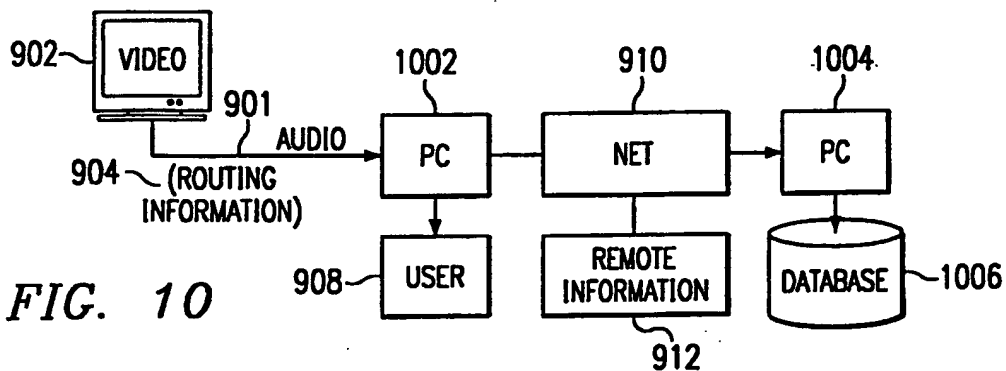 902
VIDEO
901
AUDIO
904
(ROUTING
INFORMATION)
1002
PC
908
USER
910
NET
REMOTE
INFORMATION
912
1004
PC
DATABASE
1006
FIG. 10